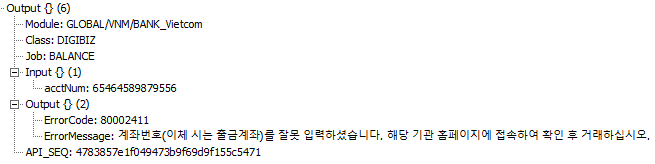 Output {} (6)
Module: GLOBAL/VNM/BANK_Vietcom
Class: DIGIBIZ
Job: BALANCE
Input {} (1)
acctNum: 65464589879556
Output {} (2)
ErrorCode: 80002411
ErrorMessage: 계좌번호(이체 시는 출금계좌)를 잘못 입력하셨습니다. 해당 기관 홈페이지에 접속하여 확인 후 거래하십시오.
API_SEQ: 4783857e1f049473b9f69d9f155c5471